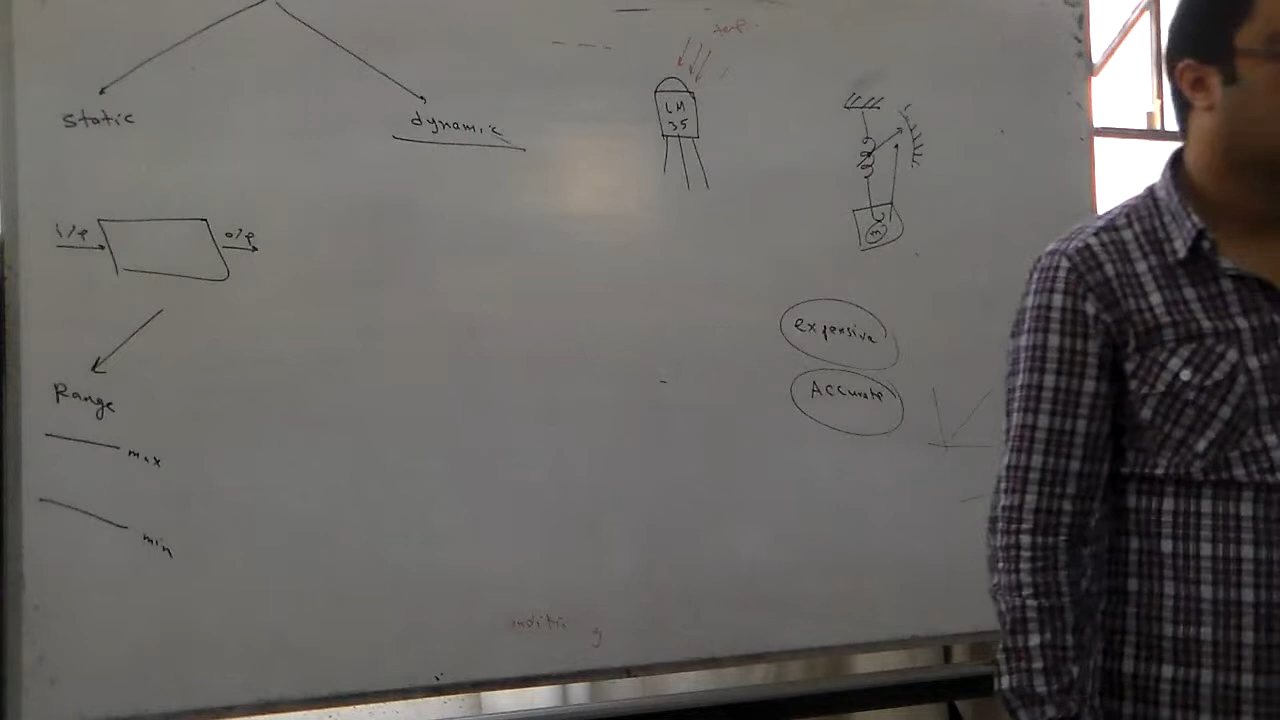 temp.
static
dynamic
LM
35
i/p
o/p
m
expensive
Accurate
Range
max
min